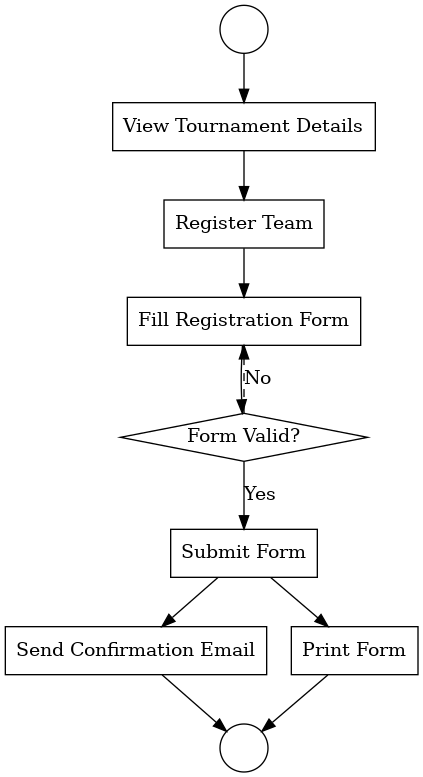 View Tournament Details
Register Team
Fill Registration Form
No
Form Valid?
Yes
Submit Form
Send Confirmation Email
Print Form